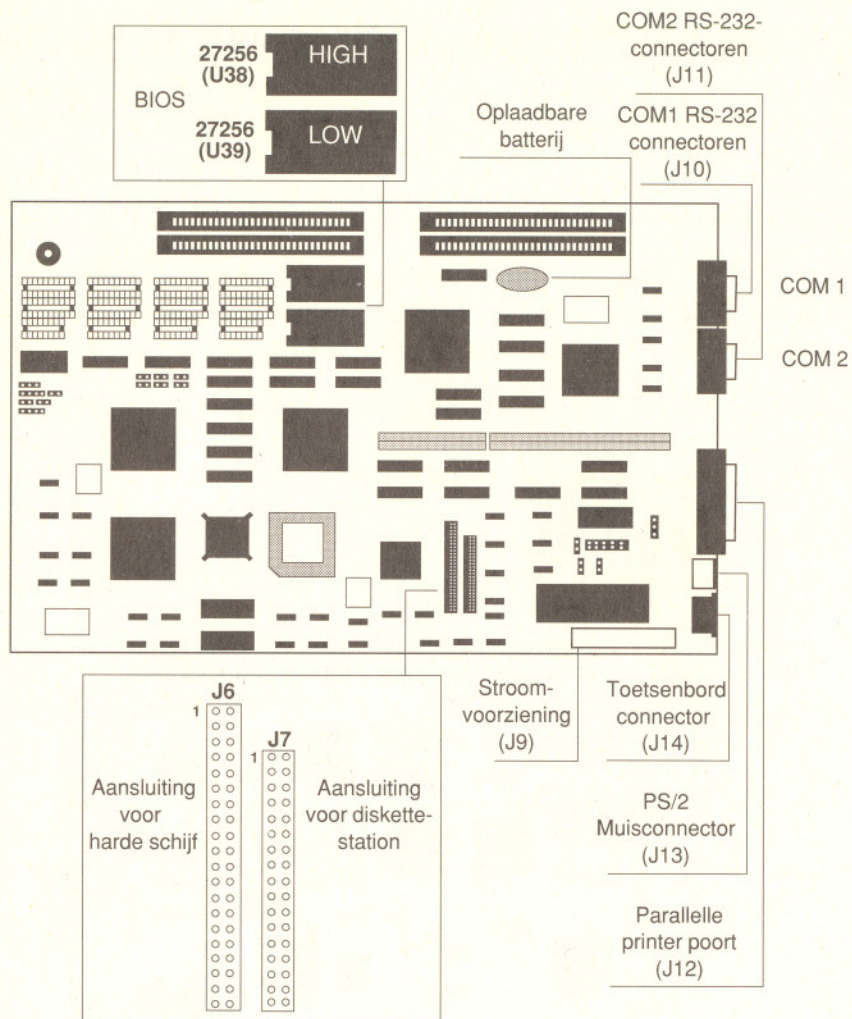 COM2 RS-232-
connectoren
(J11)
27256
(U38)
HIGH
BIOS
27256
(U39)
LOW
Oplaadbare
batterij
COM1 RS-232
connectoren
(J10)
COM 1
COM 2
J6
1
J7
1
Aansluiting
voor
harde schijf
Aansluiting
voor diskette-
station
Stroom-
voorziening
(J9)
Toetsenbord
connector
(J14)
PS/2
Muisconnector
(J13)
Parallelle
printer poort
(J12)